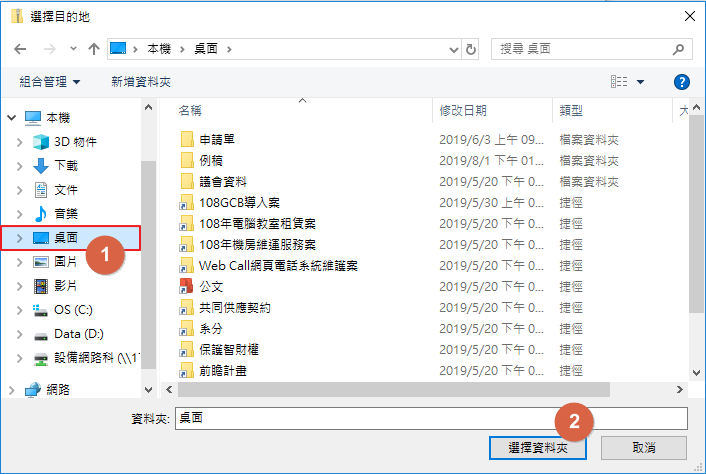 選擇目的地
本機 桌面
搜尋 桌面
組合管理 新增資料夾
本機
3D 物件
下載
文件
音樂
桌面
1
圖片
影片
OS (C:)
Data (D:)
設備網路科 (\\17
網路
名稱 修改日期 類型 大
申請單 2019/6/3 上午 09... 檔案資料夾
例稿 2019/8/1 下午 01... 檔案資料夾
議會資料 2019/5/20 下午 0... 檔案資料夾
108GCB導入案 2019/5/30 上午 0... 捷徑
108年電腦教室租賃案 2019/5/20 下午 0... 捷徑
108年機房維運服務案 2019/5/20 下午 0... 捷徑
Web Call網頁電話系統維護案 2019/5/20 下午 0... 捷徑
公文 2019/5/20 下午 0... 捷徑
共同供應契約 2019/5/20 下午 0... 捷徑
系分 2019/5/20 下午 0... 捷徑
保護智財權 2019/5/20 下午 0... 捷徑
前瞻計畫 2019/5/20 下午 0... 捷徑
資料夾: 桌面
2
選擇資料夾 取消